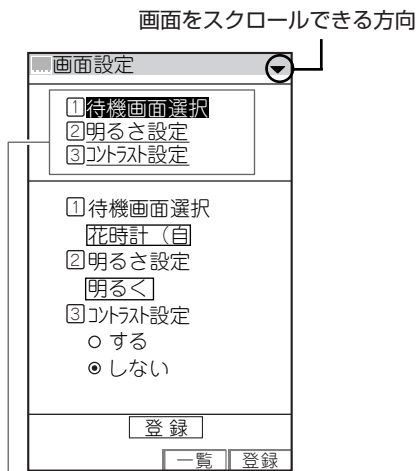 画面をスクロールできる方向
画面設定
1待機画面選択
2明るさ設定
3ｺﾝﾄﾗｽﾄ設定
1待機画面選択
花時計（自
2明るさ設定
明るく
3ｺﾝﾄﾗｽﾄ設定
する
しない
登録
一覧 登録